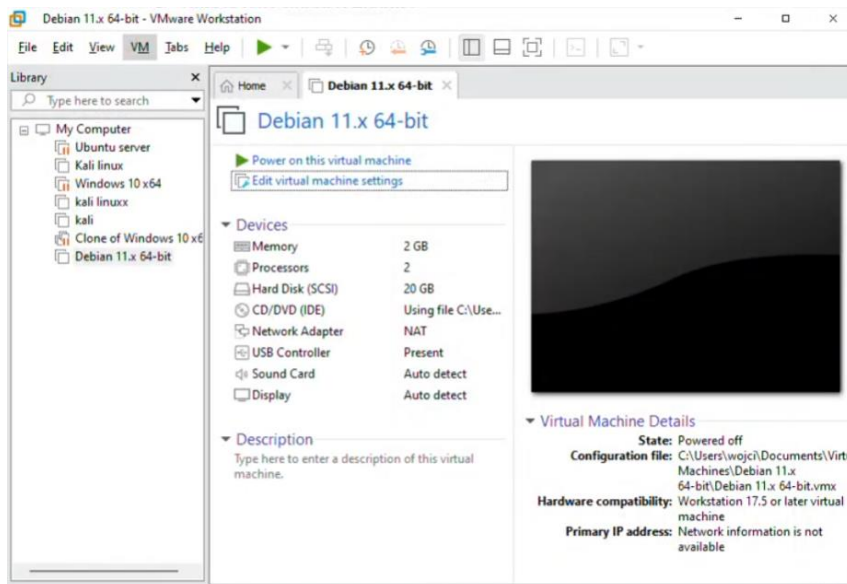 Debian 11.x 64-bit - VMware Workstation
File Edit View VM Tabs Help
Library
Type here to search
My Computer
Ubuntu server
Kali linux
Windows 10 x64
kali linuxx
kali
Clone of Windows 10 x6
Debian 11.x 64-bit
Home
Debian 11.x 64-bit
Debian 11.x 64-bit
Power on this virtual machine
Edit virtual machine settings
Devices
Memory 2 GB
Processors 2
Hard Disk (SCSI) 20 GB
CD/DVD (IDE) Using file C:\Use...
Network Adapter NAT
USB Controller Present
Sound Card Auto detect
Display Auto detect
Description
Type here to enter a description of this virtual
machine.
Virtual Machine Details
State: Powered off
Configuration file: C:\Users\wojci\Documents\Virt
Machines\Debian 11.x
64-bit\Debian 11.x 64-bit.vmx
Hardware compatibility: Workstation 17.5 or later virtual
machine
Primary IP address: Network information is not
available